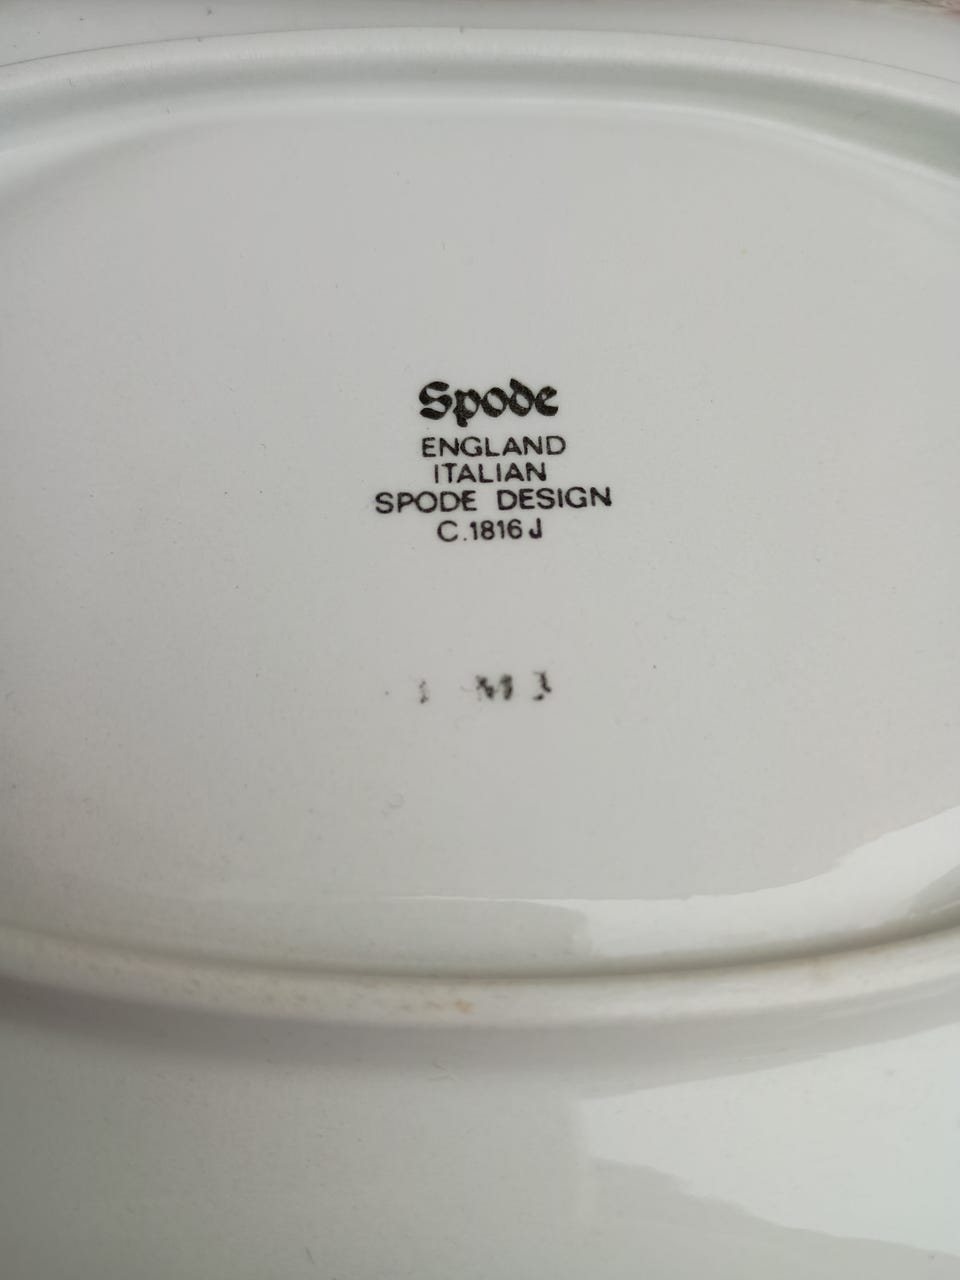 Spode
ENGLAND
ITALIAN
SPODE DESIGN
C.1816 J